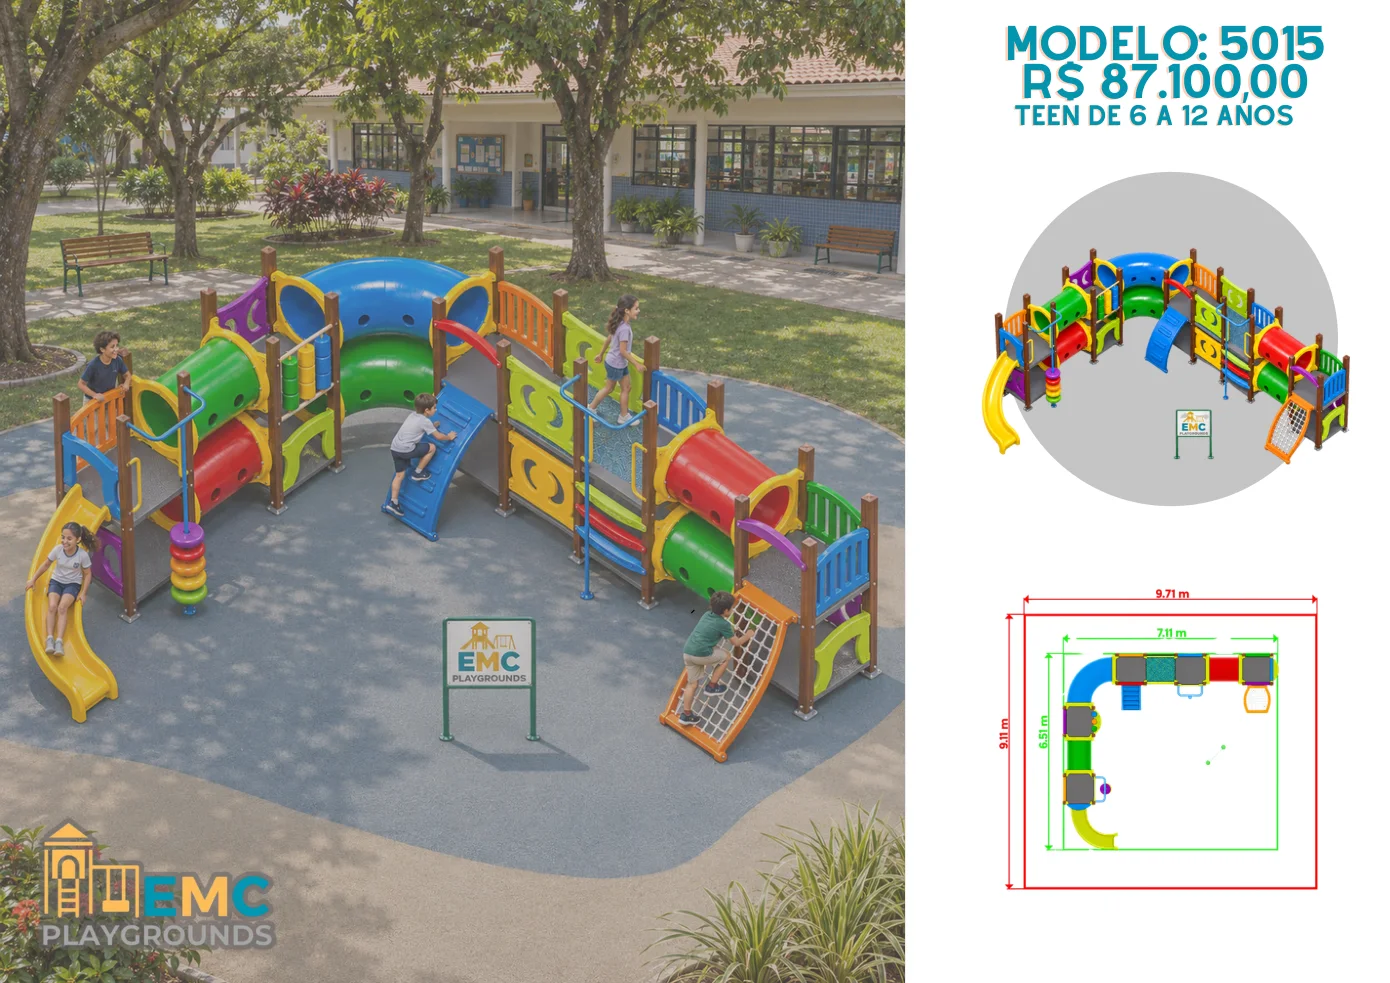 MODELO: 5015
R$ 87.100,00
TEEN DE 6 A 12 ANOS
EMC
PLAYGROUNDS
EMC
PLAYGROUNDS
EMC
PLAYGROUNDS
9.71 m
7.11 m
9.11 m
6.51 m